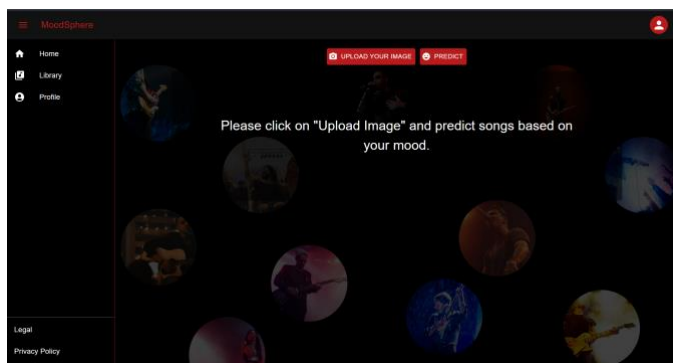 MoodSphere
Home
Library
Profile
UPLOAD YOUR IMAGE
PREDICT
Please click on "Upload Image" and predict songs based on
your mood.
Legal
Privacy Policy